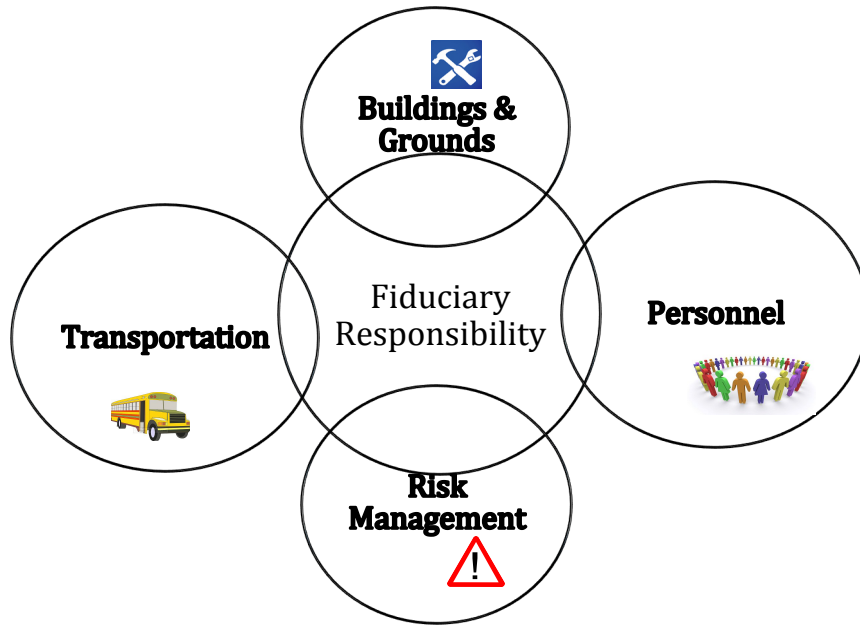 Buildings &
Grounds
Fiduciary
Responsibility
Transportation
Personnel
Risk
Management
!